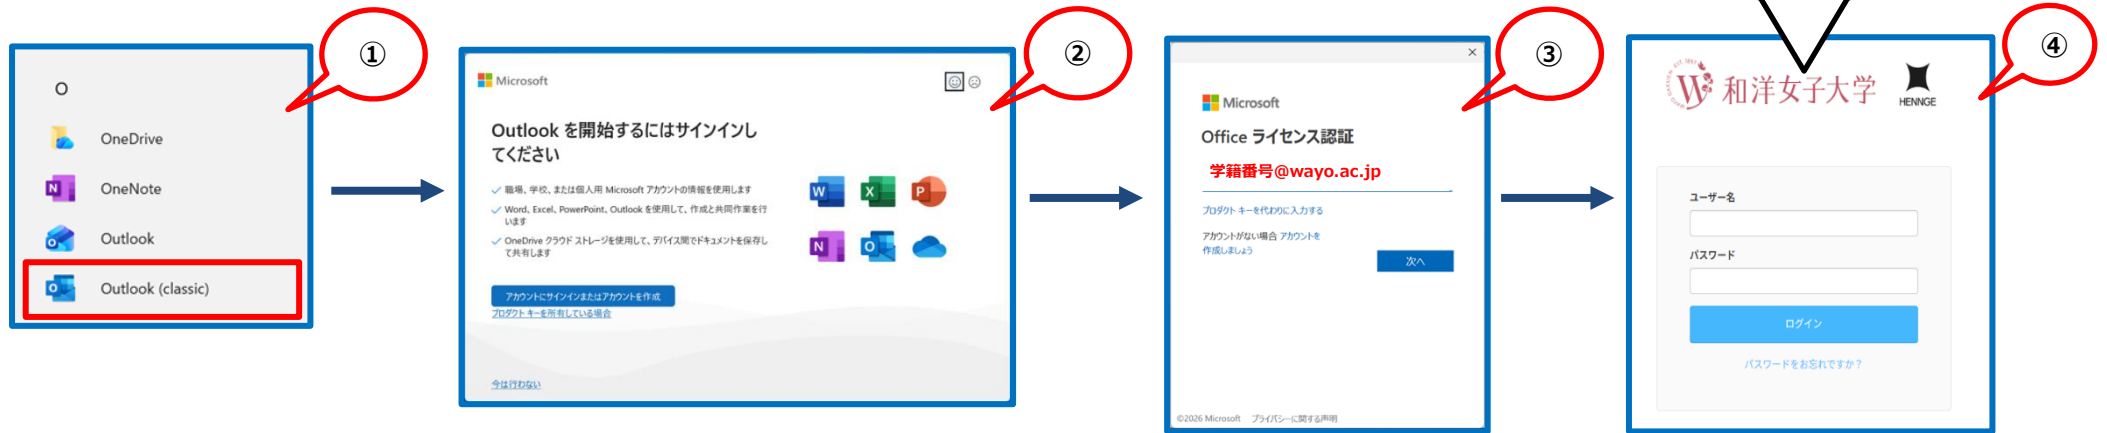 ①
O
OneDrive
OneNote
Outlook
Outlook (classic)
②
Microsoft
Outlook を開始するにはサインインし
てください
職場、学校、または個人用 Microsoft アカウントの情報を使用します
Word、Excel、PowerPoint、Outlook を使用して、作成と共同作業を行
います
OneDrive クラウド ストレージを使用して、デバイス間でドキュメントを保存し
て共有します
アカウントにサインインまたはアカウントを作成
プロダクト キーを所有している場合
今は行わない
③
Microsoft
Office ライセンス認証
学籍番号@wayo.ac.jp
プロダクト キーを代わりに入力する
アカウントがない場合 アカウントを
作成しましょう
次へ
©2026 Microsoft プライバシーに関する声明
④
和洋女子大学
HENNGE
ユーザー名
パスワード
ログイン
パスワードをお忘れですか？